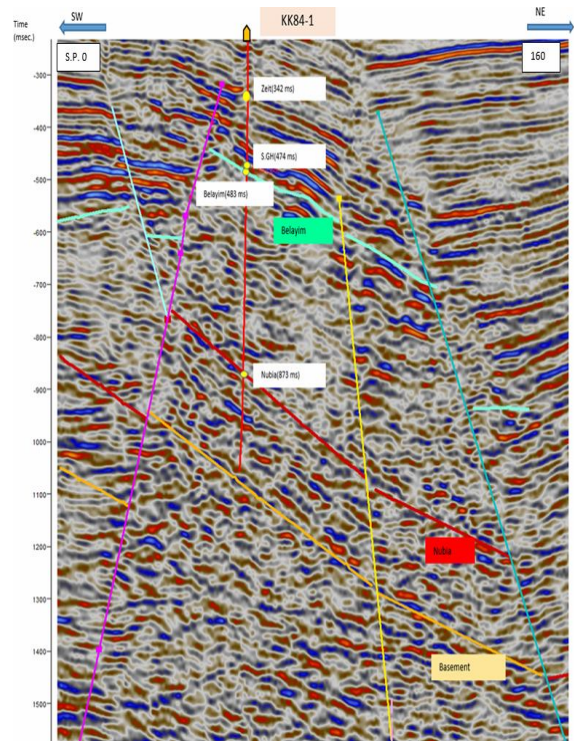 KK84-1
Time
(msec.)
SW
NE
S.P. 0
160
Zeit(342 ms)
S.GH(474 ms)
Belayim(483 ms)
Belayim
Nubia(873 ms)
Nubia
Basement
-300
-400
-500
-600
-700
-800
-900
-1000
-1100
-1200
-1300
-1400
-1500